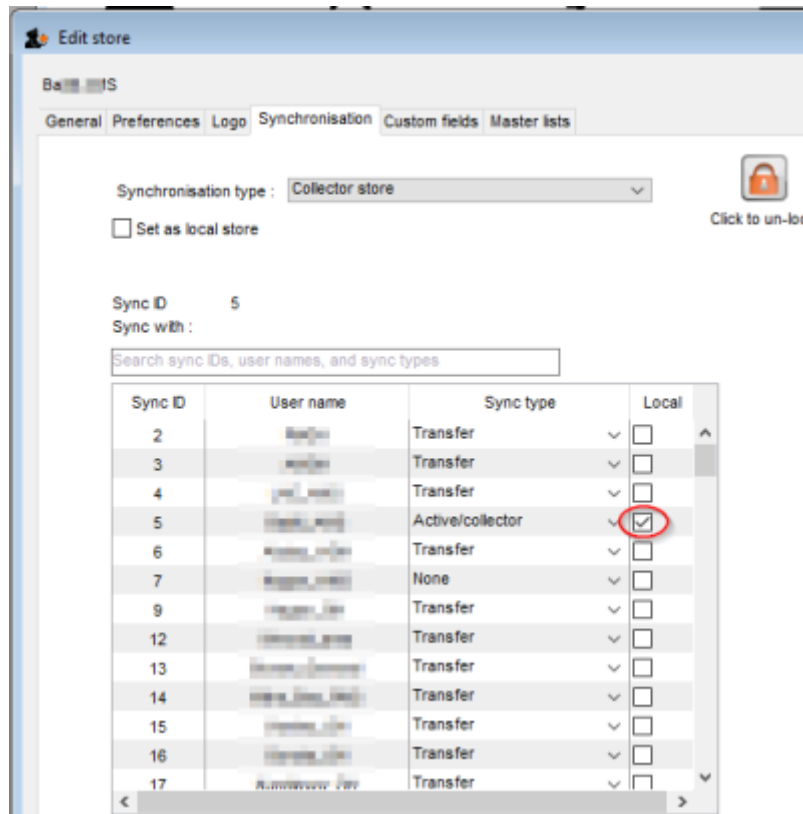 Edit store
General Preferences Logo Synchronisation Custom fields Master lists
Synchronisation type : Collector store
Click to un-loc
Set as local store
Sync ID 5
Sync with :
Search sync IDs, user names, and sync types
Sync ID User name Sync type Local
2 Transfer
3 Transfer
4 Transfer
5 Active/collector
6 Transfer
7 None
9 Transfer
12 Transfer
13 Transfer
14 Transfer
15 Transfer
16 Transfer
17 Transfer